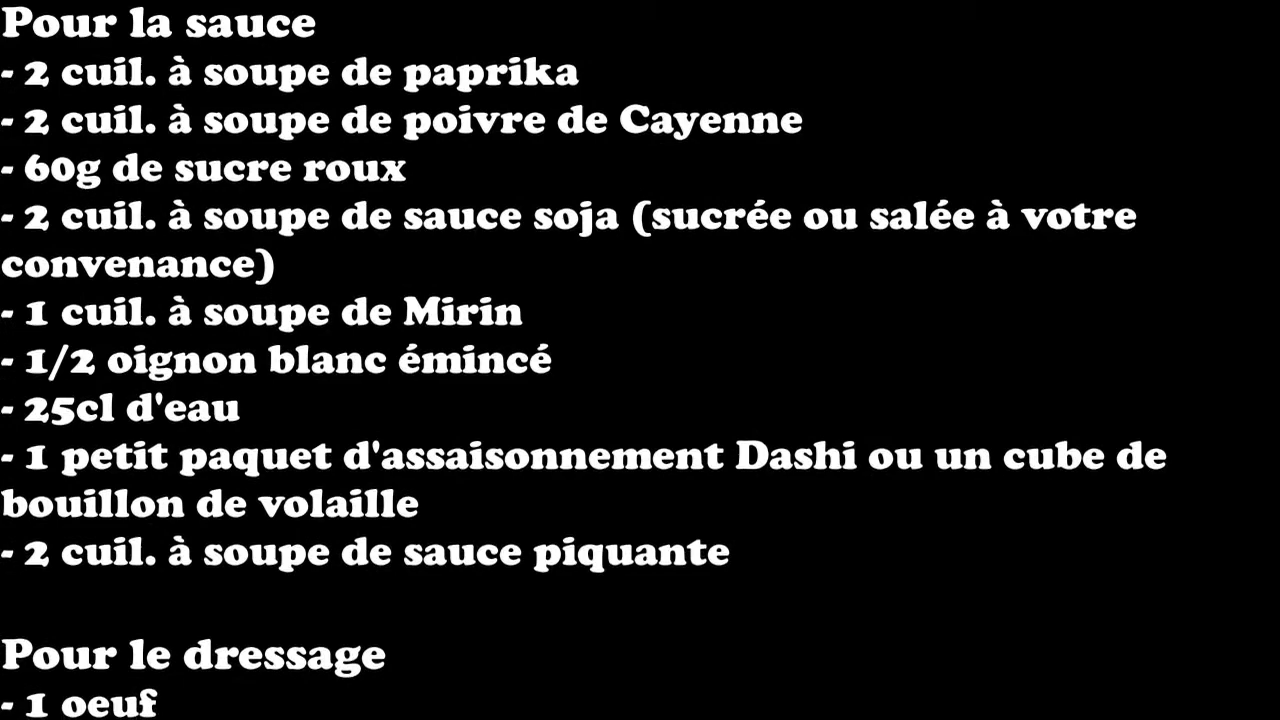 Pour la sauce
- 2 cuil. à soupe de paprika
- 2 cuil. à soupe de poivre de Cayenne
- 60g de sucre roux
- 2 cuil. à soupe de sauce soja (sucrée ou salée à votre
convenance)
- 1 cuil. à soupe de Mirin
- 1/2 oignon blanc émincé
- 25cl d'eau
- 1 petit paquet d'assaisonnement Dashi ou un cube de
bouillon de volaille
- 2 cuil. à soupe de sauce piquante
Pour le dressage
- 1 oeuf